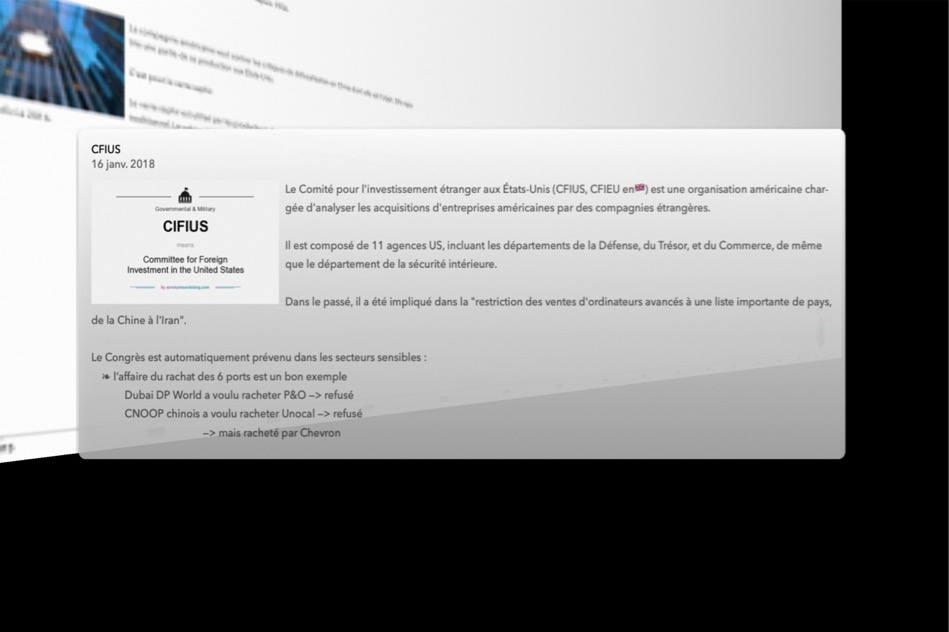 CFIUS
16 janv. 2018
Governmental & Military
CIFIUS
means
Committee for Foreign
Investment in the United States
by acronymsandslang.com
Le Comité pour l'investissement étranger aux États-Unis (CFIUS, CFIEU en🇬🇧) est une organisation américaine char-
gée d'analyser les acquisitions d'entreprises américaines par des compagnies étrangères.
Il est composé de 11 agences US, incluant les départements de la Défense, du Trésor, et du Commerce, de même
que le département de la sécurité intérieure.
Dans le passé, il a été impliqué dans la "restriction des ventes d'ordinateurs avancés à une liste importante de pays,
de la Chine à l'Iran".
Le Congrès est automatiquement prévenu dans les secteurs sensibles :
❧ l'affaire du rachat des 6 ports est un bon exemple
Dubai DP World a voulu racheter P&O –> refusé
CNOOP chinois a voulu racheter Unocal –> refusé
–> mais racheté par Chevron